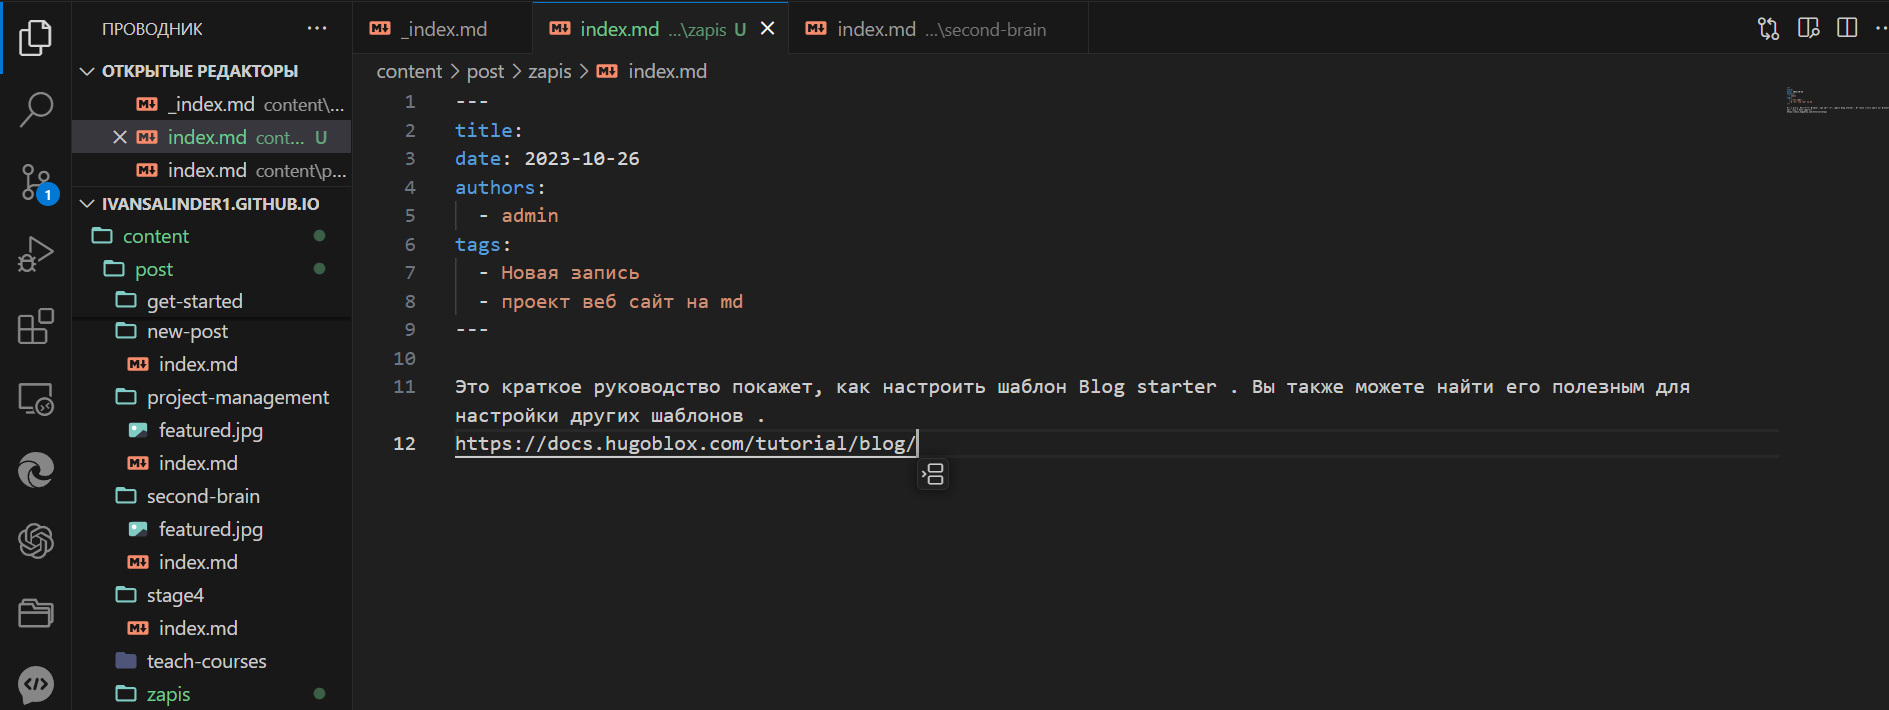 ПРОВОДНИК
ОТКРЫТЫЕ РЕДАКТОРЫ
_index.md content\...
index.md cont... U
index.md content\p...
IVANSALINDER1.GITHUB.IO
content
post
get-started
new-post
index.md
project-management
featured.jpg
index.md
second-brain
featured.jpg
index.md
stage4
index.md
teach-courses
zapis
1
_index.md
index.md ...\zapis U
index.md ...\second-brain
content > post > zapis > index.md
1 ---
2 title:
3 date: 2023-10-26
4 authors:
5 - admin
6 tags:
7 - Новая запись
8 - проект веб сайт на md
9 ---
10
11 Это краткое руководство покажет, как настроить шаблон Blog starter . Вы также можете найти его полезным для
настройки других шаблонов .
12 https://docs.hugoblox.com/tutorial/blog/